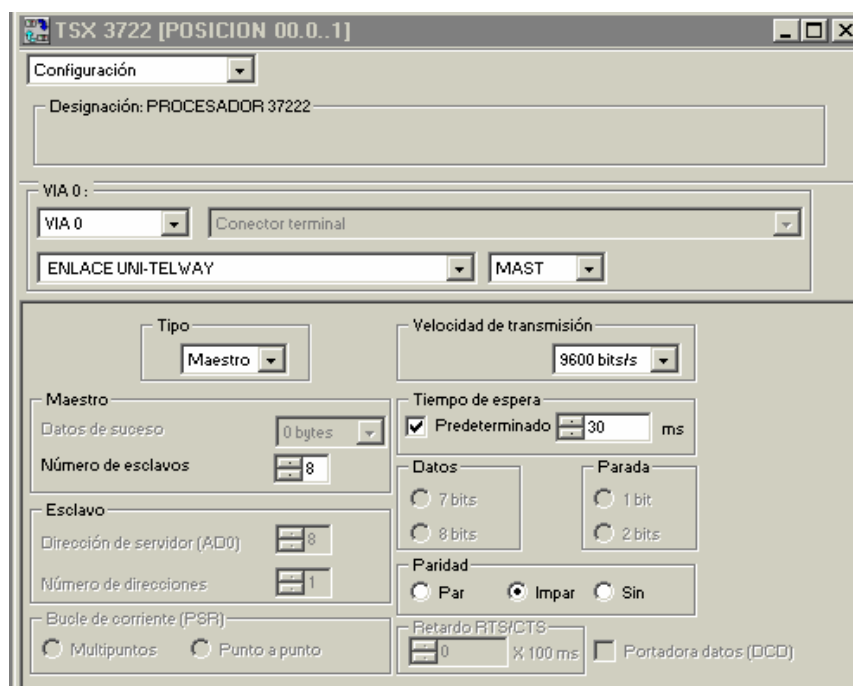 TSX 3722 [POSICION 00.0..1]
Configuración
Designación: PROCESADOR 37222
VIA 0 :
VIA 0
Conector terminal
ENLACE UNI-TELWAY
MAST
Tipo
Maestro
Velocidad de transmisión
9600 bits/s
Maestro
Datos de suceso
0 bytes
Número de esclavos
8
Tiempo de espera
Predeterminado
30
ms
Datos
7 bits
8 bits
Parada
1 bit
2 bits
Esclavo
Dirección de servidor (AD0)
8
Número de direcciones
1
Paridad
Par
Impar
Sin
Bucle de corriente (PSR)
Multipuntos
Punto a punto
Retardo RTS/CTS
0
X 100 ms
Portadora datos (DCD)